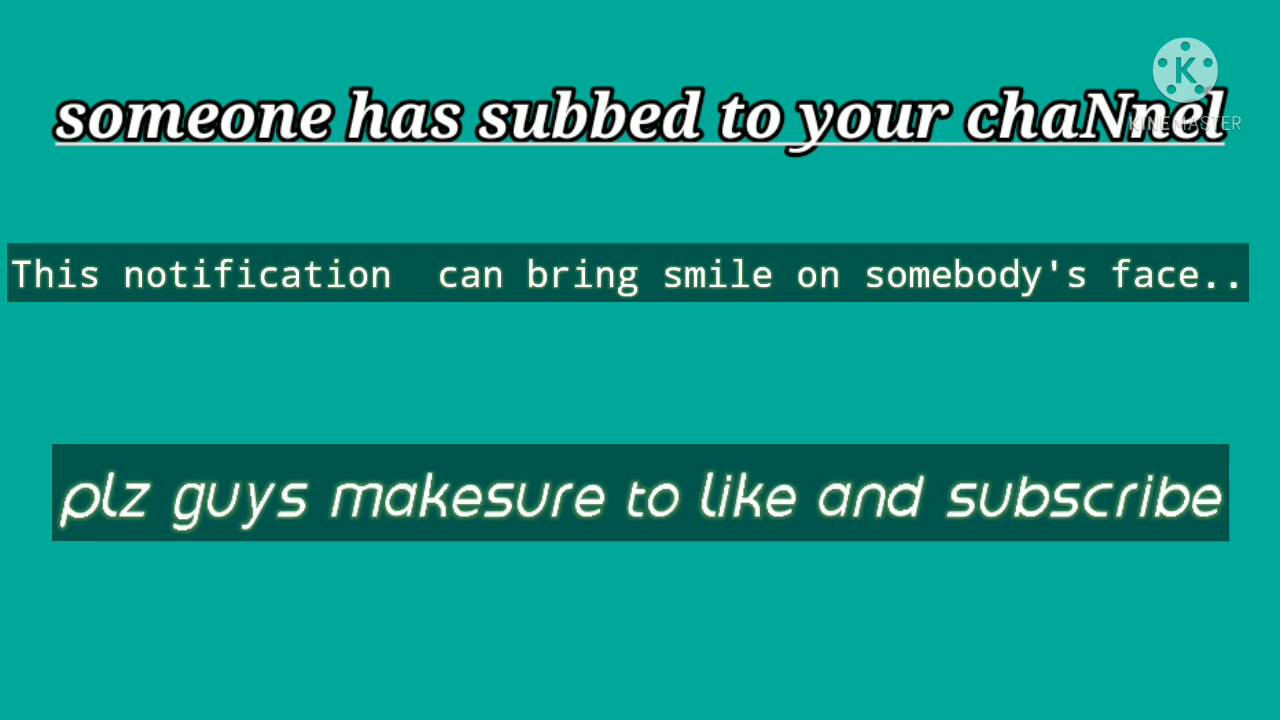 K
KINEMASTER
someone has subbed to your chaNnel
This notification  can bring smile on somebody's face..
plz guys makesure to like and subscribe